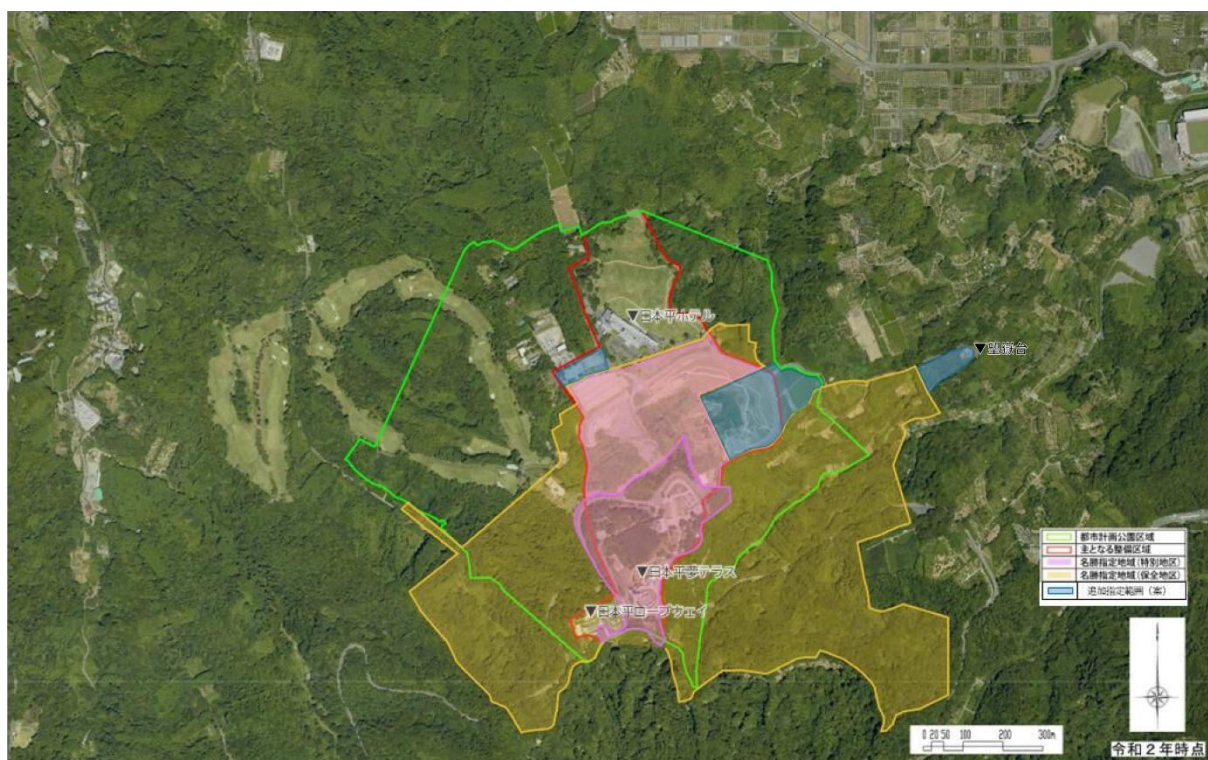 ▼日本平ホテル
▼望嶽台
▼日本平夢テラス
▼日本平ロープウェイ
都市計画公園区域
主となる整備区域
名勝指定地域(特別地区)
名勝指定地域(保全地区)
追加指定範囲(案)
0 20 50 100 200 300m
令和2年時点